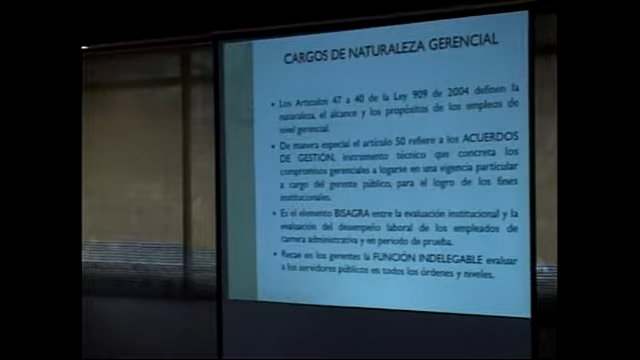 CARGOS DE NATURALEZA GERENCIAL
• Los Artículos 47 a 40 de la Ley 909 de 2004 definen la
naturaleza, el alcance y los propósitos de los empleos de
nivel gerencial.
• De manera especial el artículo 50 refiere a los ACUERDOS
DE GESTIÓN, instrumento técnico que concreta los
compromisos gerenciales a lograrse en una vigencia particular
a cargo del gerente público, para el logro de los fines
institucionales.
• Es el elemento BISAGRA entre la evaluación institucional y la
evaluación del desempeño laboral de los empleados de
carrera administrativa y en periodo de prueba.
• Recae en los gerentes la FUNCIÓN INDELEGABLE evaluar
a los servidores públicos en todos los órdenes y niveles.